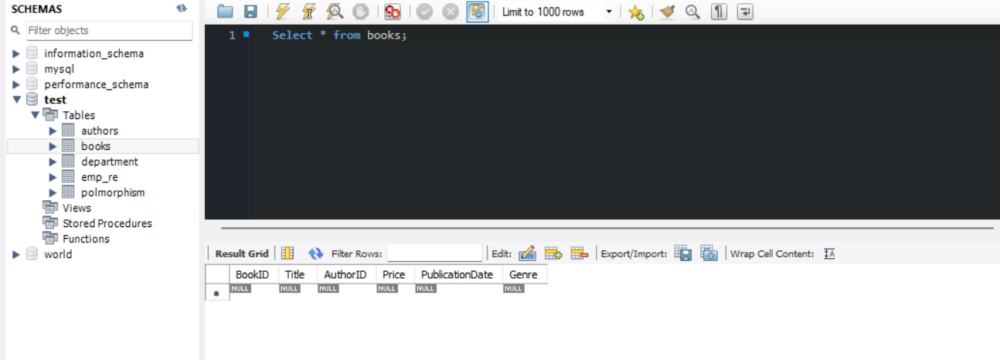 SCHEMAS
Filter objects
information_schema
mysql
performance_schema
test
Tables
authors
books
department
emp_re
polmorphism
Views
Stored Procedures
Functions
world
Limit to 1000 rows
1 Select * from books;
Result Grid Filter Rows: Edit: Export/Import: Wrap Cell Content: IA
BookID Title AuthorID Price PublicationDate Genre
NULL NULL NULL NULL NULL NULL